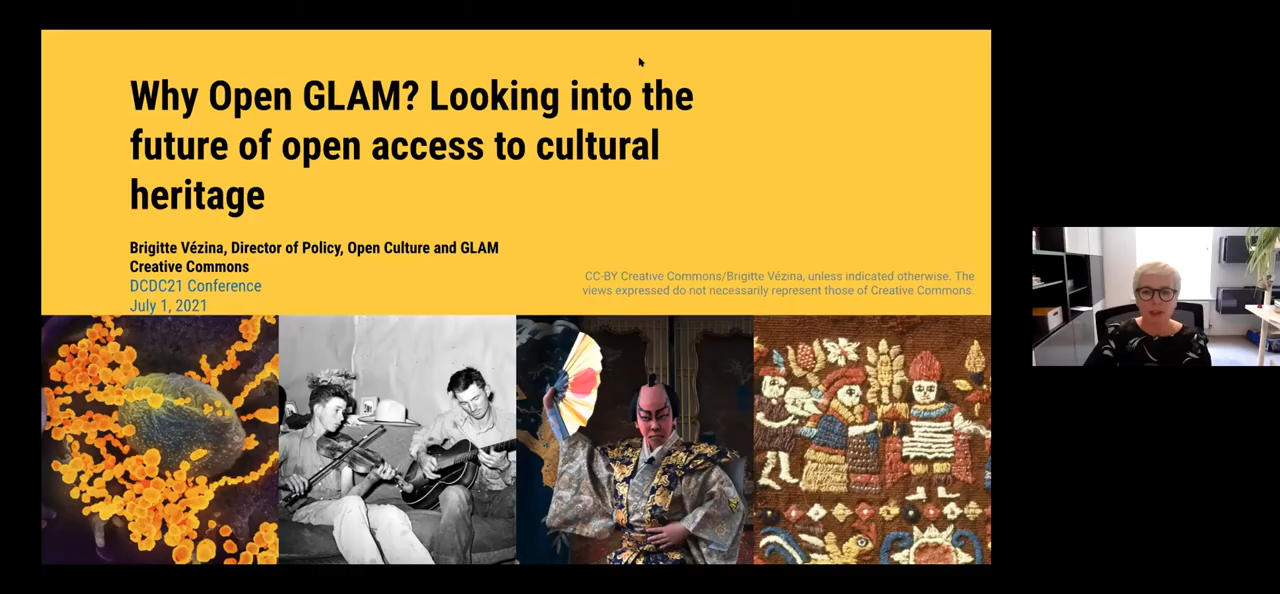 Why Open GLAM? Looking into the
future of open access to cultural
heritage
Brigitte Vézina, Director of Policy, Open Culture and GLAM
Creative Commons
DCDC21 Conference
July 1, 2021
CC-BY Creative Commons/Brigitte Vézina, unless indicated otherwise. The
views expressed do not necessarily represent those of Creative Commons.